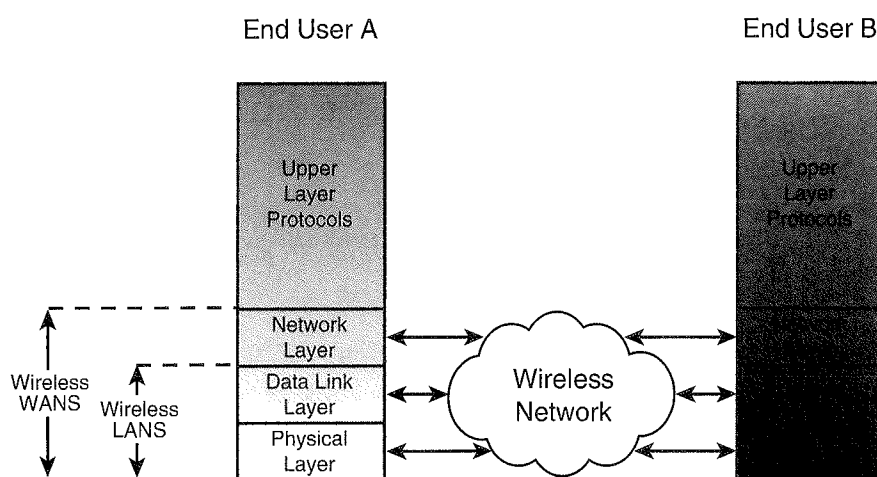 End User A
End User B
Upper
Layer
Protocols
Upper
Layer
Protocols
Network
Layer
Data Link
Layer
Physical
Layer
Wireless
WANS
Wireless
LANS
Wireless
Network